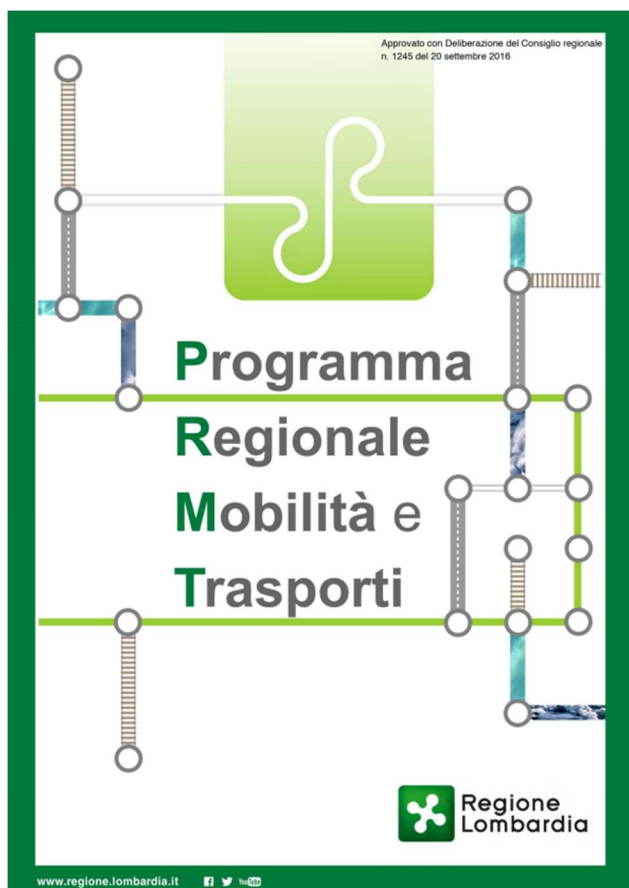 Approvato con Deliberazione del Consiglio regionale
n. 1245 del 20 settembre 2016
Programma
Regionale
Mobilità e
Trasporti
Regione
Lombardia
www.regione.lombardia.it
YouTube